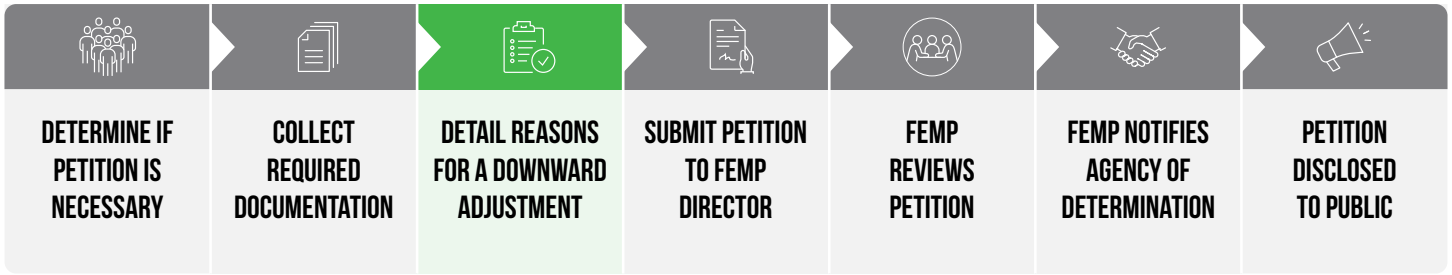 DETERMINE IF
PETITION IS
NECESSARY
COLLECT
REQUIRED
DOCUMENTATION
DETAIL REASONS
FOR A DOWNWARD
ADJUSTMENT
SUBMIT PETITION
TO FEMP
DIRECTOR
FEMP
REVIEWS
PETITION
FEMP NOTIFIES
AGENCY OF
DETERMINATION
PETITION
DISCLOSED
TO PUBLIC